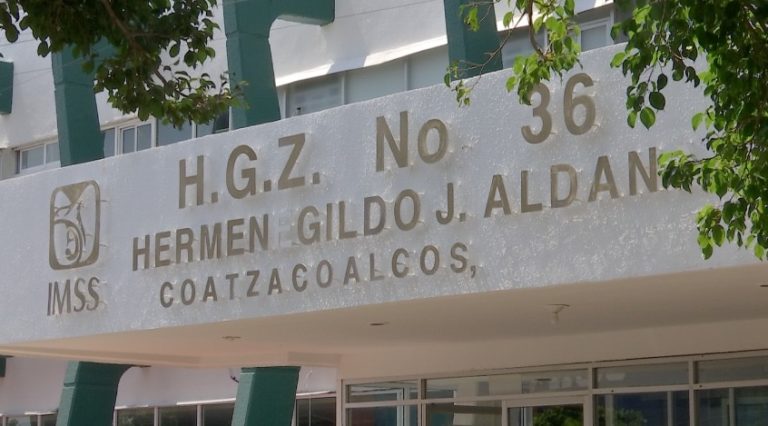 H.G.Z. No 36
HERMEN GILDO J. ALDAN
COATZACOALCOS,
IMSS